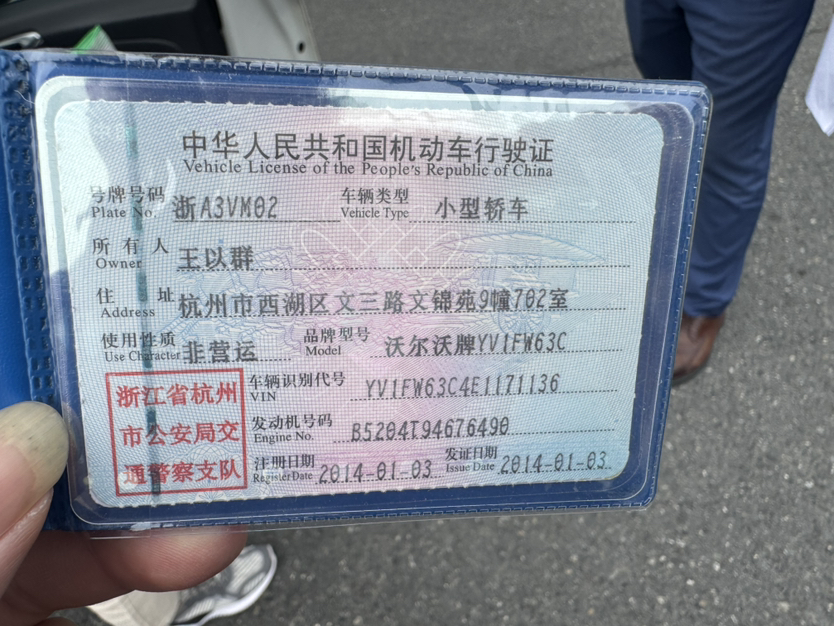 中华人民共和国机动车行驶证
Vehicle License of the People's Republic of China
号牌号码 浙A3VM02 车辆类型 小型轿车
Plate No. Vehicle Type
所有人 王以群
Owner
住址 杭州市西湖区文三路文锦苑9幢702室
Address
使用性质 非营运 品牌型号 沃尔沃牌YV1FW63C
Use Character Model
车辆识别代号 YV1FW63C4E1171136
VIN
发动机号码 B5204T94676490
Engine No.
注册日期 2014-01-03 发证日期 2014-01-03
Register Date Issue Date
浙江省杭州
市公安局交
通警察支队